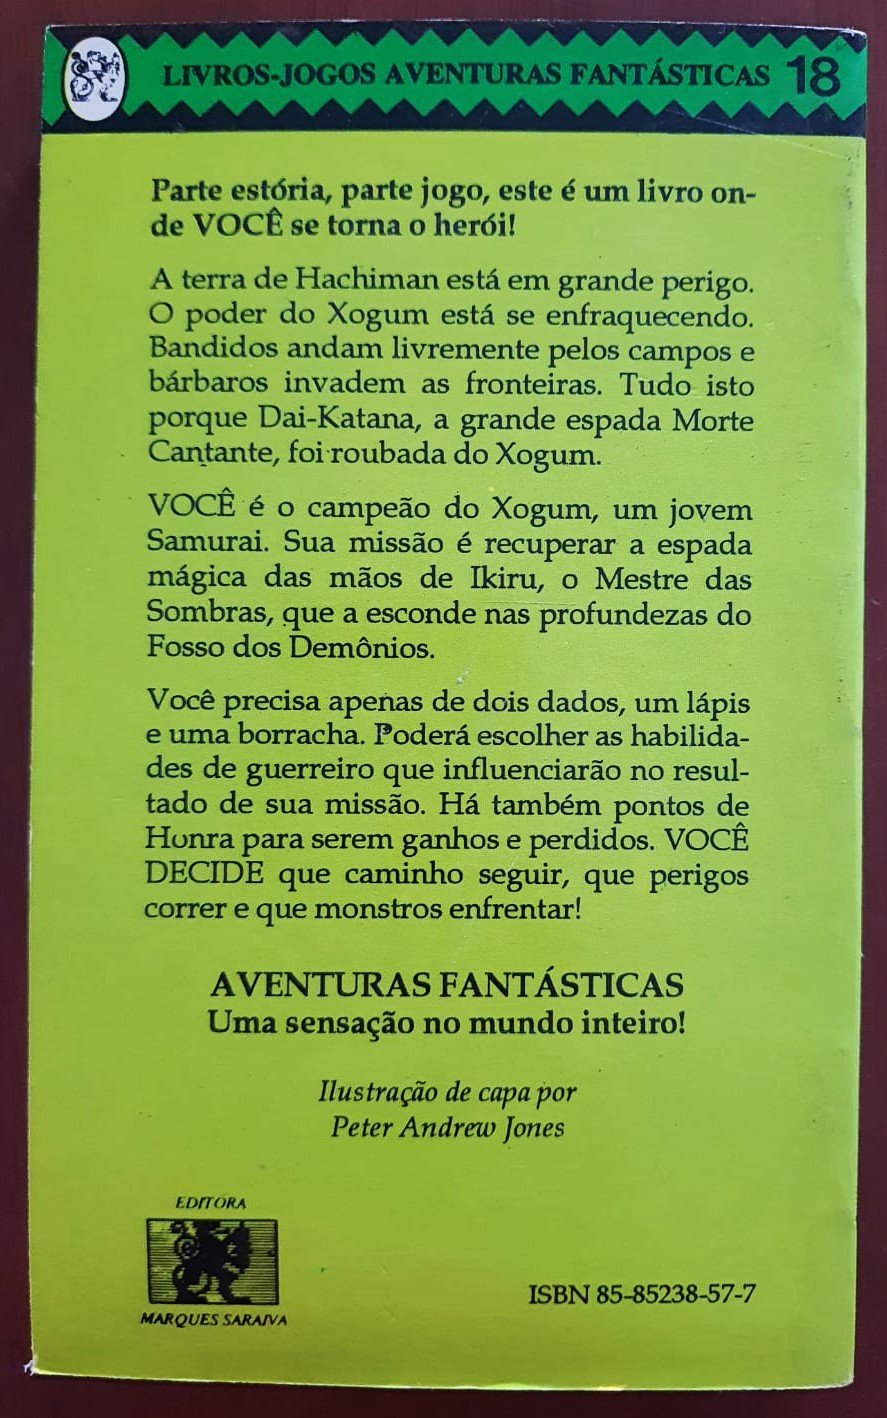 LIVROS-JOGOS AVENTURAS FANTÁSTICAS 18
Parte estória, parte jogo, este é um livro on-
de VOCÊ se torna o herói!
A terra de Hachiman está em grande perigo.
O poder do Xogum está se enfraquecendo.
Bandidos andam livremente pelos campos e
bárbaros invadem as fronteiras. Tudo isto
porque Dai-Katana, a grande espada Morte
Cantante, foi roubada do Xogum.
VOCÊ é o campeão do Xogum, um jovem
Samurai. Sua missão é recuperar a espada
mágica das mãos de Ikiru, o Mestre das
Sombras, que a esconde nas profundezas do
Fosso dos Demônios.
Você precisa apenas de dois dados, um lápis
e uma borracha. Poderá escolher as habilida-
des de guerreiro que influenciarão no resul-
tado de sua missão. Há também pontos de
Honra para serem ganhos e perdidos. VOCÊ
DECIDE que caminho seguir, que perigos
correr e que monstros enfrentar!
AVENTURAS FANTÁSTICAS
Uma sensação no mundo inteiro!
Ilustração de capa por
Peter Andrew Jones
EDITORA
MARQUES SARAIVA
ISBN 85-85238-57-7